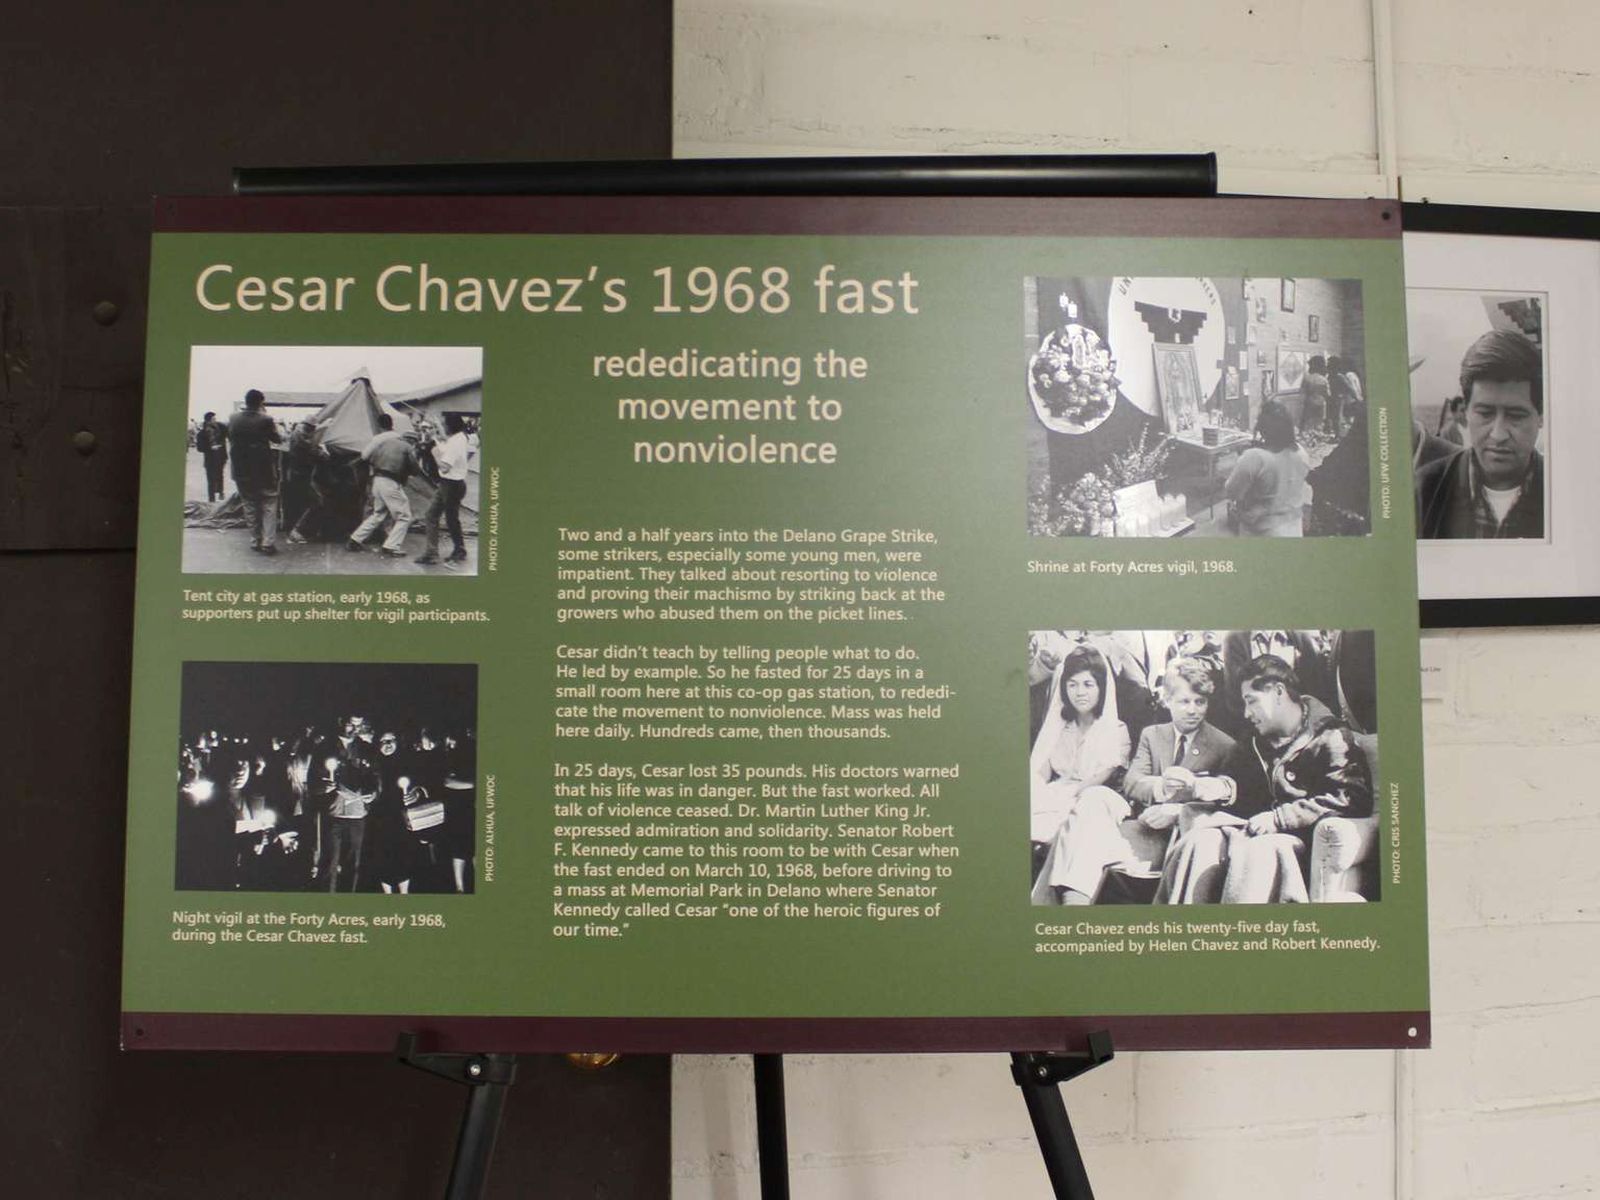 Cesar Chavez's 1968 fast
rededicating the
movement to
nonviolence
PHOTO: ALHUA, UFWOC
Tent city at gas station, early 1968, as
supporters put up shelter for vigil participants.
PHOTO: ALHUA, UFWOC
Night vigil at the Forty Acres, early 1968,
during the Cesar Chavez fast.
Two and a half years into the Delano Grape Strike,
some strikers, especially some young men, were
impatient. They talked about resorting to violence
and proving their machismo by striking back at the
growers who abused them on the picket lines.
Cesar didn't teach by telling people what to do.
He led by example. So he fasted for 25 days in a
small room here at this co-op gas station, to rededi-
cate the movement to nonviolence. Mass was held
here daily. Hundreds came, then thousands.
In 25 days, Cesar lost 35 pounds. His doctors warned
that his life was in danger. But the fast worked. All
talk of violence ceased. Dr. Martin Luther King Jr.
expressed admiration and solidarity. Senator Robert
F. Kennedy came to this room to be with Cesar when
the fast ended on March 10, 1968, before driving to
a mass at Memorial Park in Delano where Senator
Kennedy called Cesar "one of the heroic figures of
our time."
PHOTO: UFW COLLECTION
Shrine at Forty Acres vigil, 1968.
PHOTO: CRIS SANCHEZ
Cesar Chavez ends his twenty-five day fast,
accompanied by Helen Chavez and Robert Kennedy.